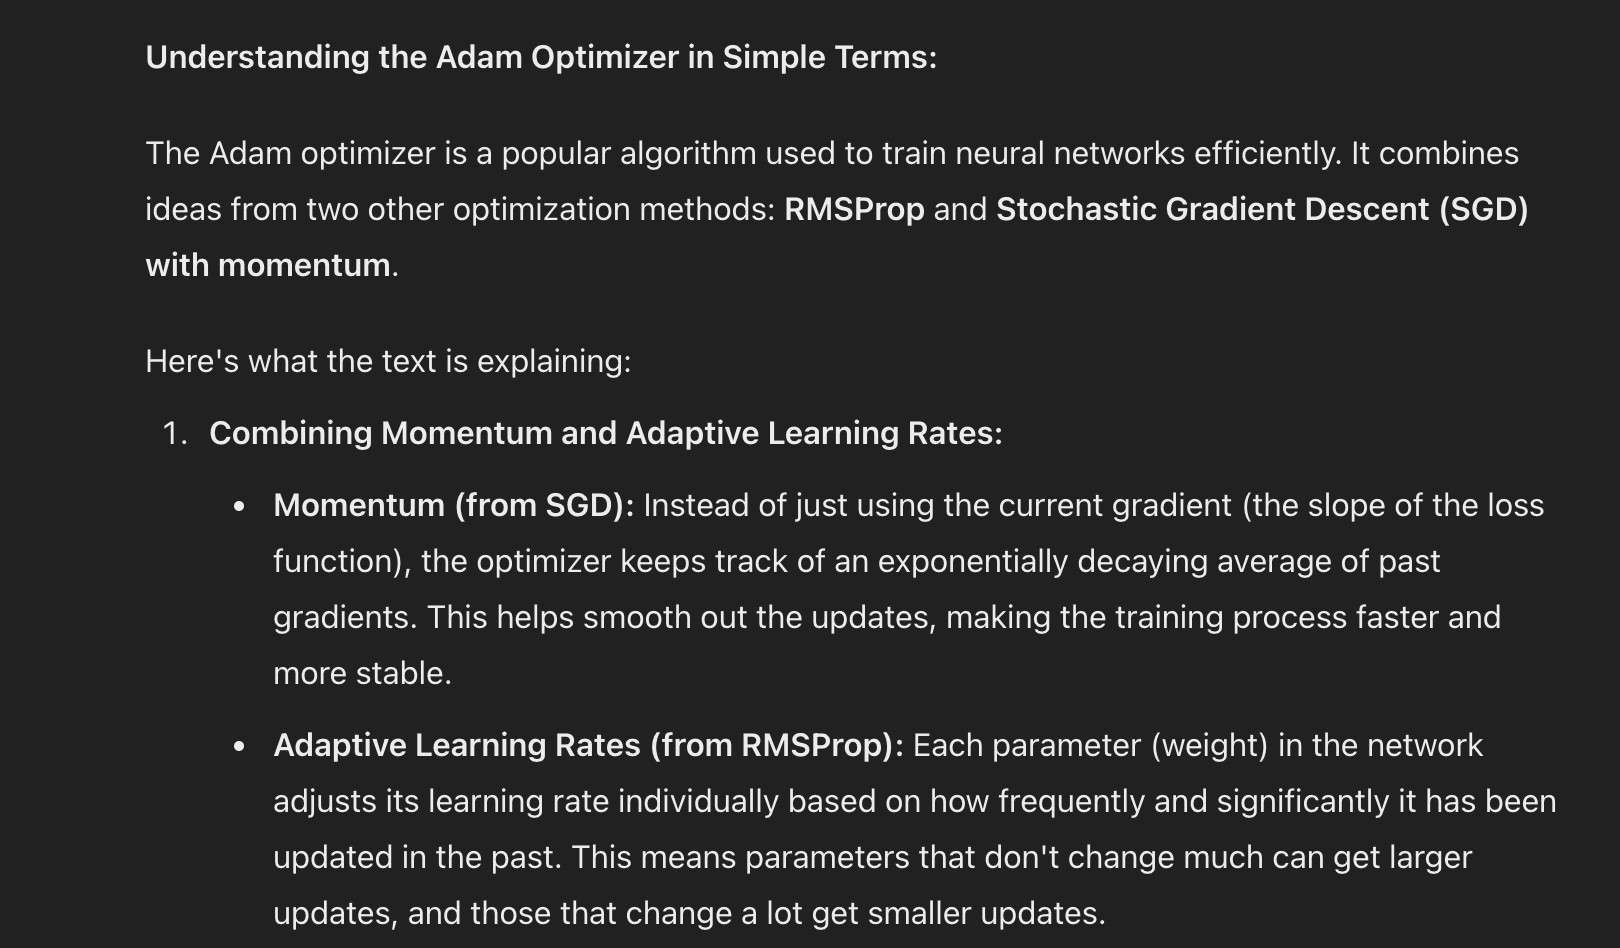 Understanding the Adam Optimizer in Simple Terms:
The Adam optimizer is a popular algorithm used to train neural networks efficiently. It combines
ideas from two other optimization methods: RMSProp and Stochastic Gradient Descent (SGD)
with momentum.
Here's what the text is explaining:
1. Combining Momentum and Adaptive Learning Rates:
• Momentum (from SGD): Instead of just using the current gradient (the slope of the loss
function), the optimizer keeps track of an exponentially decaying average of past
gradients. This helps smooth out the updates, making the training process faster and
more stable.
• Adaptive Learning Rates (from RMSProp): Each parameter (weight) in the network
adjusts its learning rate individually based on how frequently and significantly it has been
updated in the past. This means parameters that don't change much can get larger
updates, and those that change a lot get smaller updates.